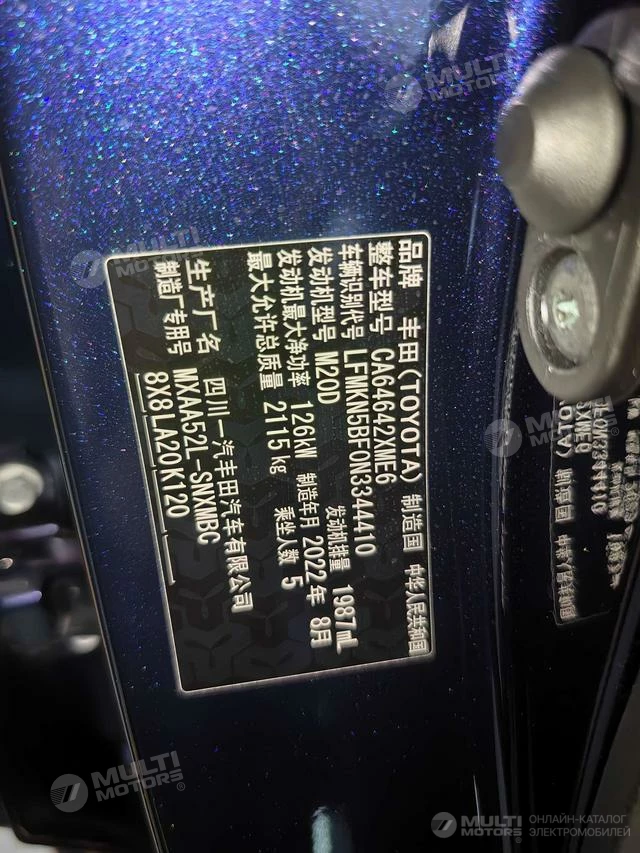 品牌 丰田(TOYOTA) 制造国 中华人民共和国
整车型号 CA64642XME6
车辆识别代号 LFMKN5BF0N3344410
发动机型号 M20D 发动机排量 1987mL
发动机最大净功率 126kW 制造年月 2022年 8月
最大允许总质量 2115kg 乘坐人数 5
生产厂名 四川一汽丰田汽车有限公司
制造厂专用号 MXAA52L-SNXMBC
8X8LA20K120
MULTI MOTORS
MULTI MOTORS
MULTI MOTORS
MULTI MOTORS
MULTI MOTORS
MULTI MOTORS
ОНЛАЙН-КАТАЛОГ
ЭЛЕКТРОМОБИЛЕЙ